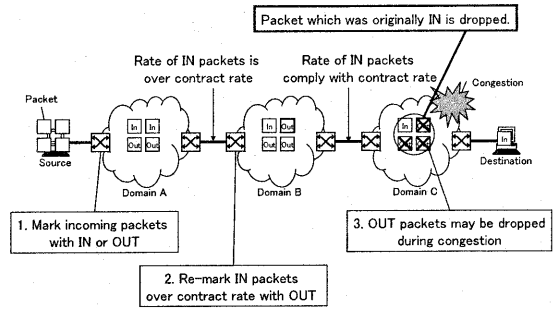 Packet which was originally IN is dropped.
Rate of IN packets is
over contract rate
Rate of IN packets
comply with contract rate
Congestion
Packet
In In
Out Out
In Out
Out Out
In
In
Source
Domain A
Domain B
Domain C
Destination
1. Mark incoming packets
with IN or OUT
2. Re-mark IN packets
over contract rate with OUT
3. OUT packets may be dropped
during congestion